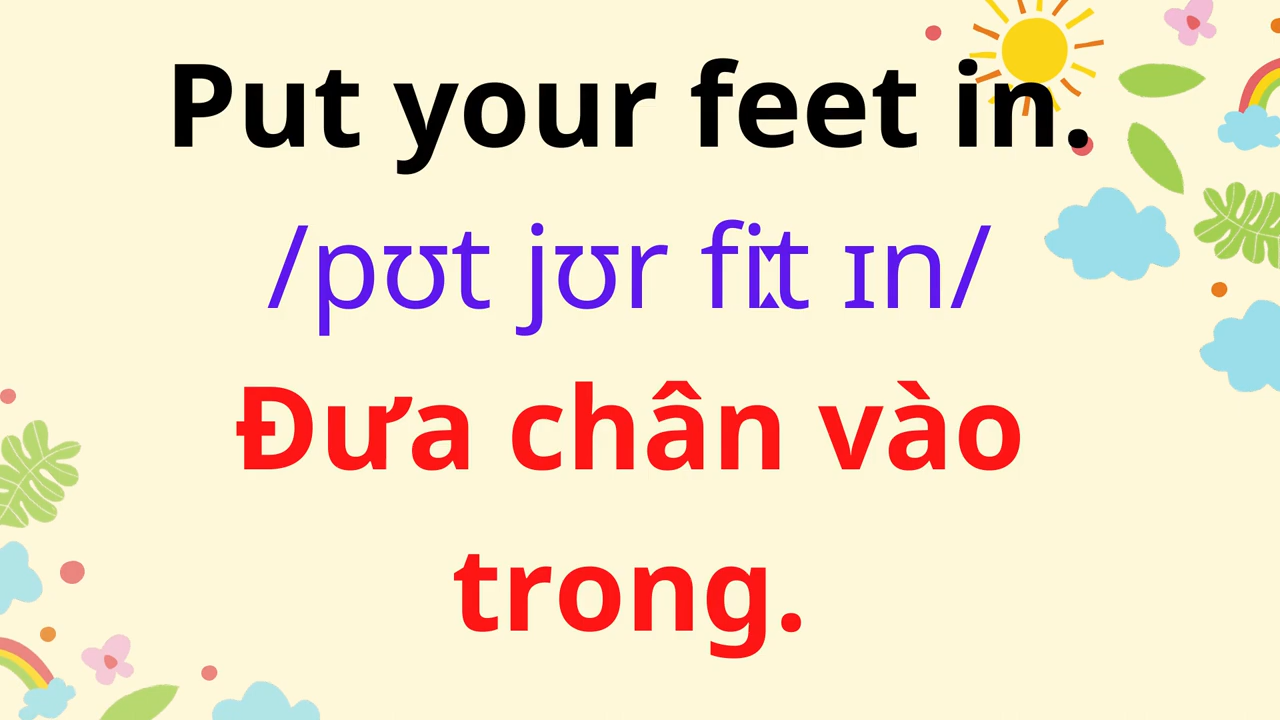 Put your feet in.
/pʊt jʊr fiːt ɪn/
Đưa chân vào
trong.